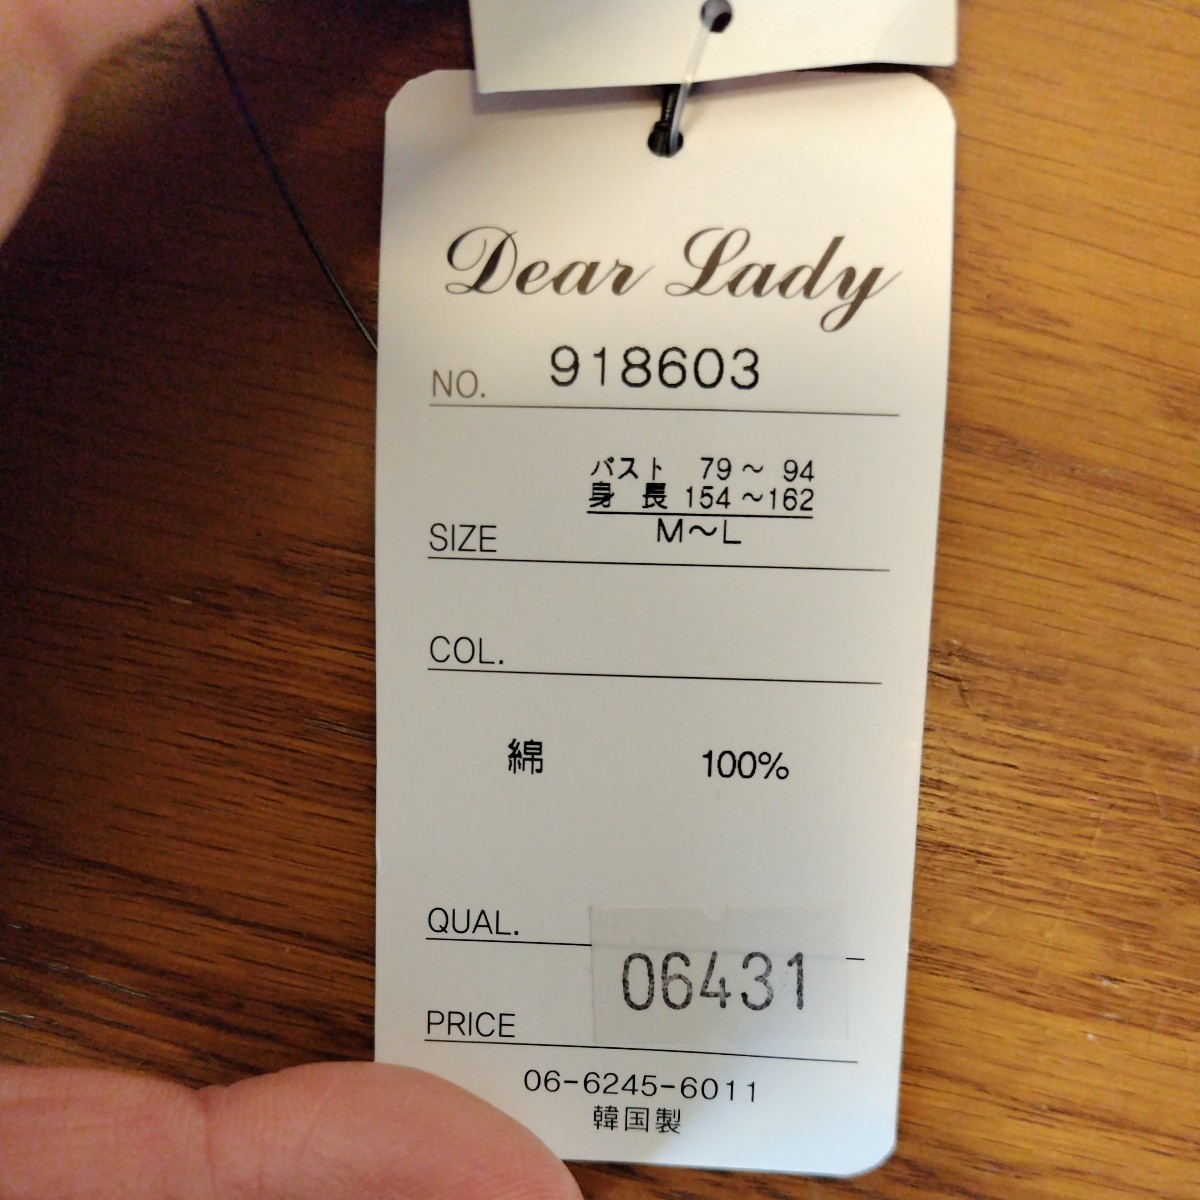 Dear Lady
NO. 918603
バスト 79～ 94
身 長 154～162
SIZE M～L
COL.
綿 100%
QUAL.
06431
PRICE
06-6245-6011
韓国製